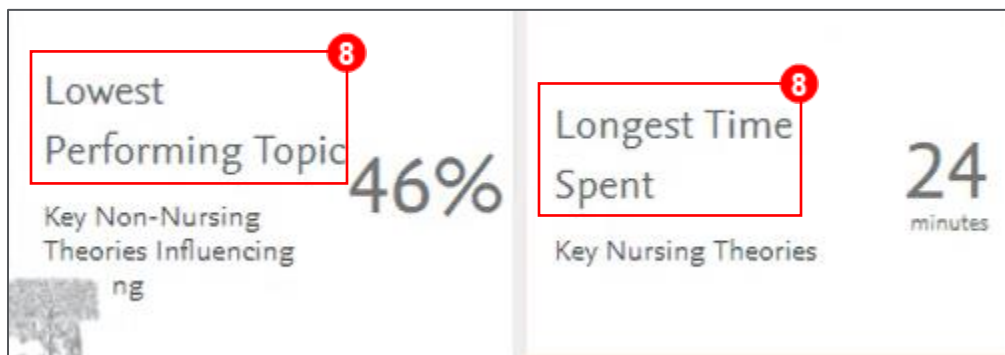 8
Lowest
Performing Topic
46%
Key Non-Nursing
Theories Influencing
ng
8
Longest Time
Spent
24
minutes
Key Nursing Theories